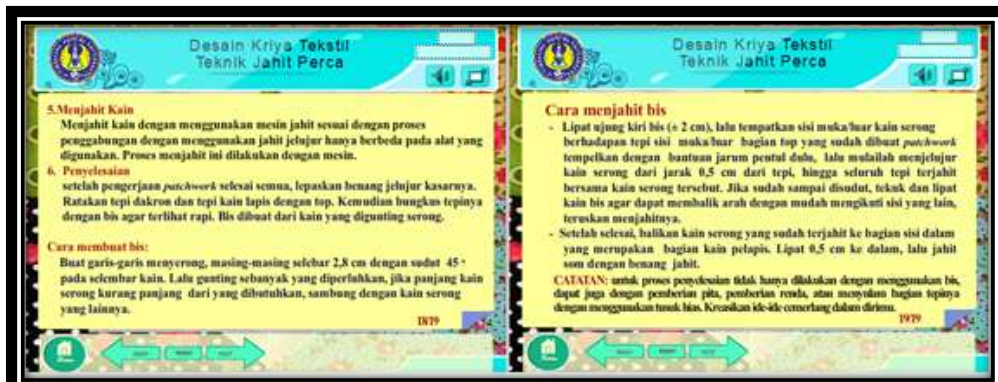 Desain Kriya Tekstil
Teknik Jahit Perca
5.Menjahit Kain
Menjahit kain dengan menggunakan mesin jahit sesuai dengan proses
penggabungan dengan menggunakan jahit jelujur hanya berbeda pada alat yang
digunakan. Proses menjahit ini dilakukan dengan mesin.
6. Penyelesaian
setelah pengerjaan patchwork selesai semua, lepaskan benang jelujur kasarnya.
Ratakan tepi dakron dan tepi kain lapis dengan top. Kemudian bungkus tepinya
dengan bis agar terlihat rapi. Bis dibuat dari kain yang digunting serong.
Cara membuat bis:
Buat garis-garis menyerong, masing-masing selebar 2,8 cm dengan sudut 45 °
pada selembar kain. Lalu gunting sebanyak yang diperluhkan, jika panjang kain
serong kurang panjang dari yang dibutuhkan, sambung dengan kain serong
yang lainnya.
Home
Desain Kriya Tekstil
Teknik Jahit Perca
Cara menjahit bis
- Lipat ujung kiri bis (± 2 cm), lalu tempatkan sisi muka/luar kain serong
berhadapan tepi sisi muka/luar bagian top yang sudah dibuat patchwork
tempelkan dengan bantuan jarum pentul dulu, lalu mulailah menjelujur
kain serong dari jarak 0,5 cm dari tepi, hingga seluruh tepi terjahit
bersama kain serong tersebut. Jika sudah sampai disudut, tekuk dan lipat
kain bis agar dapat membalik arah dengan mudah mengikuti sisi yang lain,
teruskan menjahitnya.
- Setelah selesai, balikan kain serong yang sudah terjahit ke bagian sisi dalam
yang merupakan bagian kain pelapis. Lipat 0,5 cm ke dalam, lalu jahit
som dengan benang jahit.
CATATAN: untuk proses penyelesaian tidak hanya dilakukan dengan menggunakan bis,
dapat juga dengan pemberian pita, pemberian renda, atau menyulam bagian tepinya
dengan menggunakan tusuk hias. Kreasikan ide-ide cemerlang dalam dirimu.